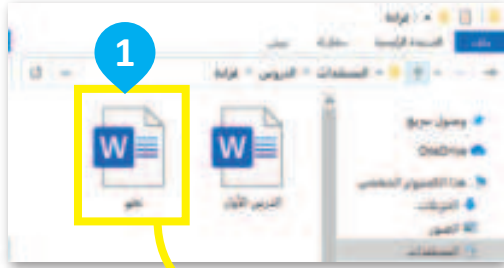 قراءة
ملف الصفحة الرئيسية مشاركة عرض
المستندات الدروس قراءة
1
W W
نحو الدرس الأول
وصول سريع
OneDrive
هذا الكمبيوتر الشخصي
التنزيلات
الصور
المستندات